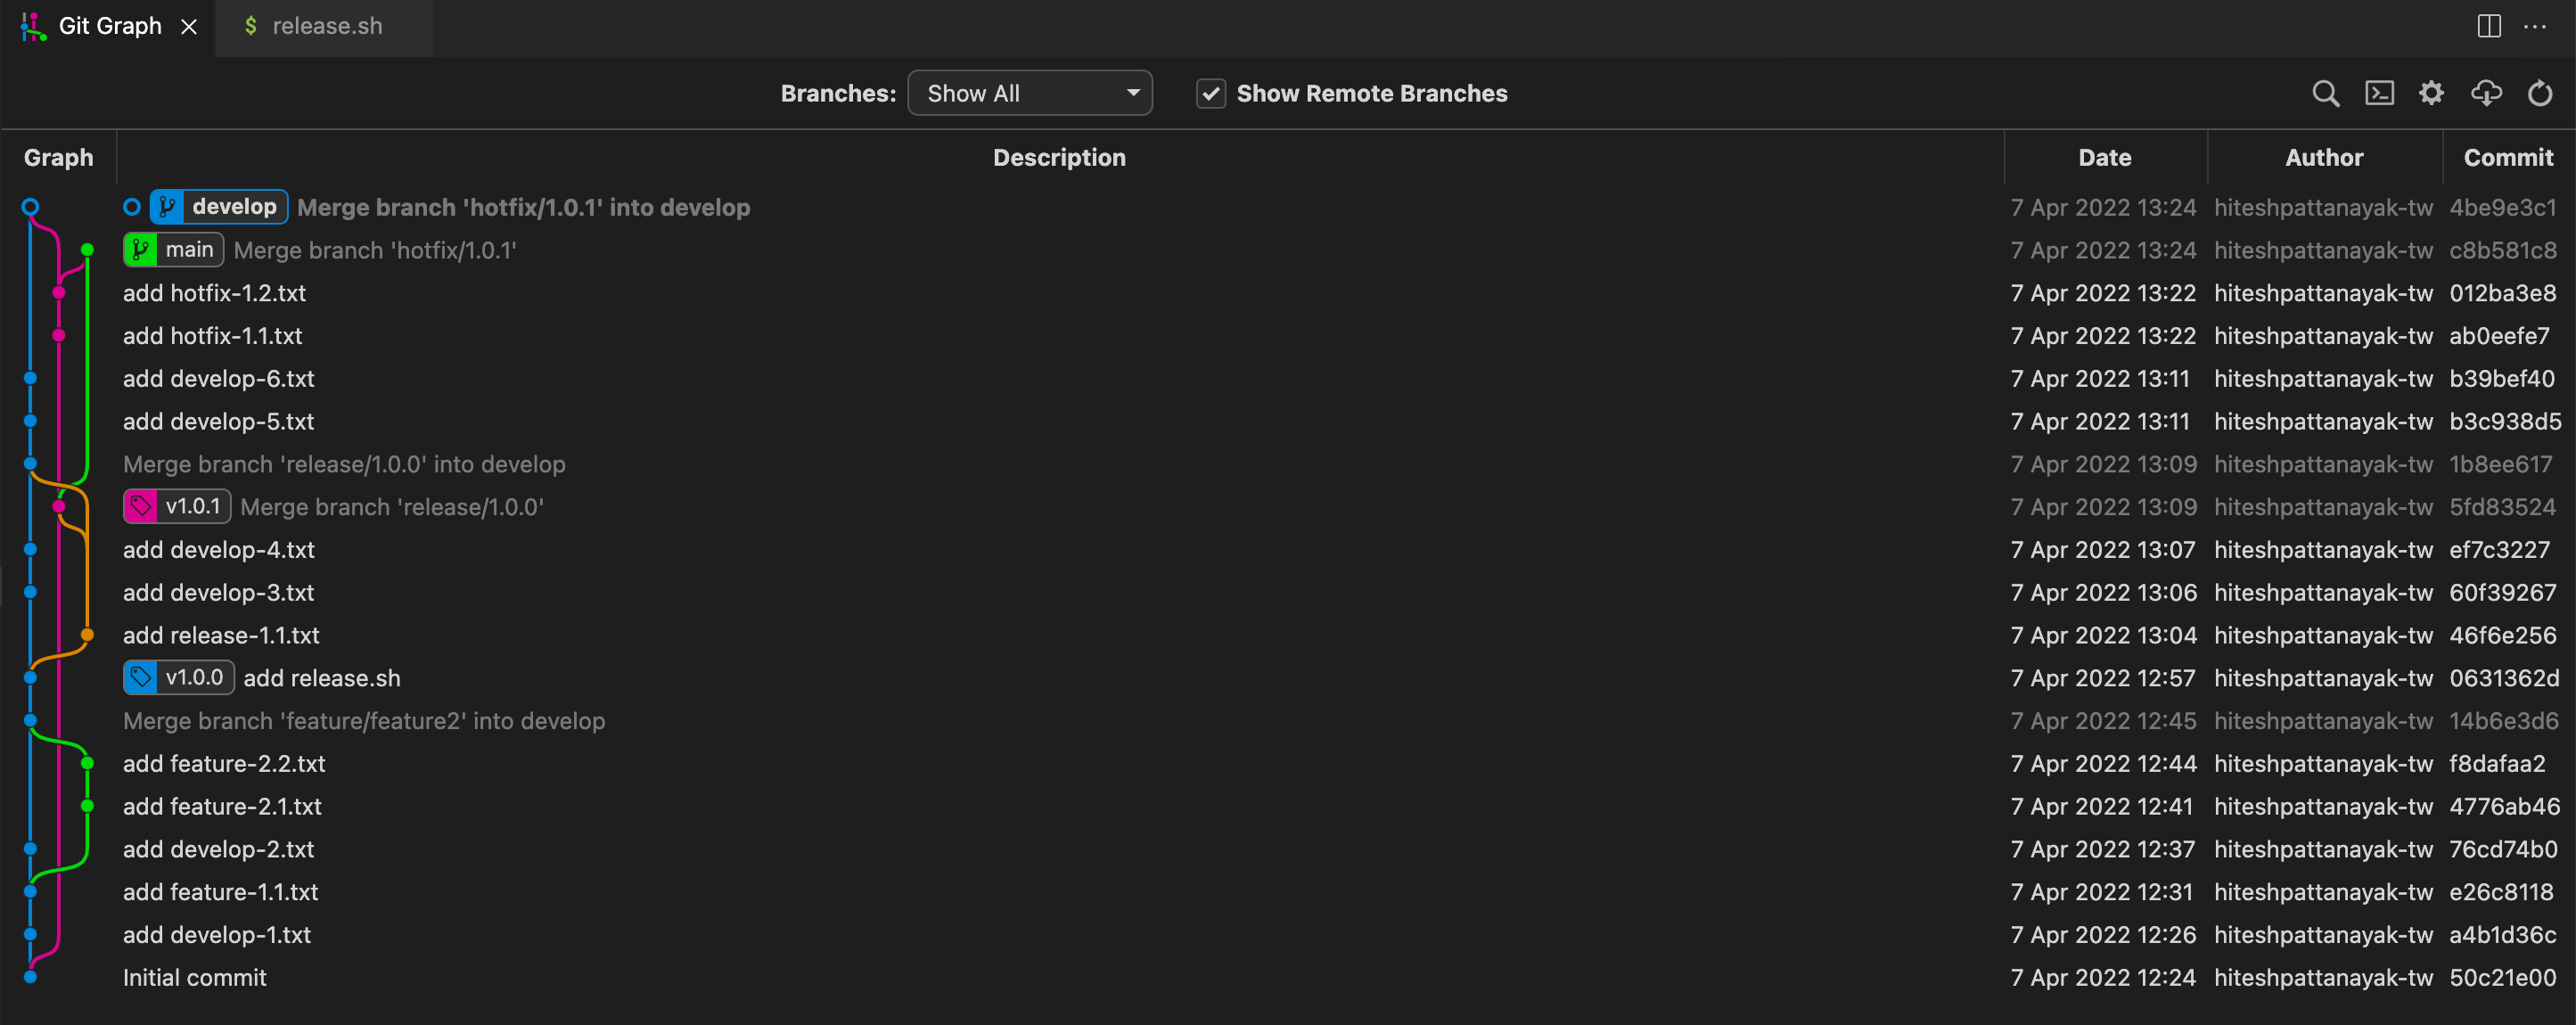 Git Graph release.sh
Branches: Show All Show Remote Branches
Graph Description Date Author Commit
develop Merge branch 'hotfix/1.0.1' into develop 7 Apr 2022 13:24 hiteshpattanayak-tw 4be9e3c1
main Merge branch 'hotfix/1.0.1' 7 Apr 2022 13:24 hiteshpattanayak-tw c8b581c8
add hotfix-1.2.txt 7 Apr 2022 13:22 hiteshpattanayak-tw 012ba3e8
add hotfix-1.1.txt 7 Apr 2022 13:22 hiteshpattanayak-tw ab0eefe7
add develop-6.txt 7 Apr 2022 13:11 hiteshpattanayak-tw b39bef40
add develop-5.txt 7 Apr 2022 13:11 hiteshpattanayak-tw b3c938d5
Merge branch 'release/1.0.0' into develop 7 Apr 2022 13:09 hiteshpattanayak-tw 1b8ee617
v1.0.1 Merge branch 'release/1.0.0' 7 Apr 2022 13:09 hiteshpattanayak-tw 5fd83524
add develop-4.txt 7 Apr 2022 13:07 hiteshpattanayak-tw ef7c3227
add develop-3.txt 7 Apr 2022 13:06 hiteshpattanayak-tw 60f39267
add release-1.1.txt 7 Apr 2022 13:04 hiteshpattanayak-tw 46f6e256
v1.0.0 add release.sh 7 Apr 2022 12:57 hiteshpattanayak-tw 0631362d
Merge branch 'feature/feature2' into develop 7 Apr 2022 12:45 hiteshpattanayak-tw 14b6e3d6
add feature-2.2.txt 7 Apr 2022 12:44 hiteshpattanayak-tw f8dafaa2
add feature-2.1.txt 7 Apr 2022 12:41 hiteshpattanayak-tw 4776ab46
add develop-2.txt 7 Apr 2022 12:37 hiteshpattanayak-tw 76cd74b0
add feature-1.1.txt 7 Apr 2022 12:31 hiteshpattanayak-tw e26c8118
add develop-1.txt 7 Apr 2022 12:26 hiteshpattanayak-tw a4b1d36c
Initial commit 7 Apr 2022 12:24 hiteshpattanayak-tw 50c21e00